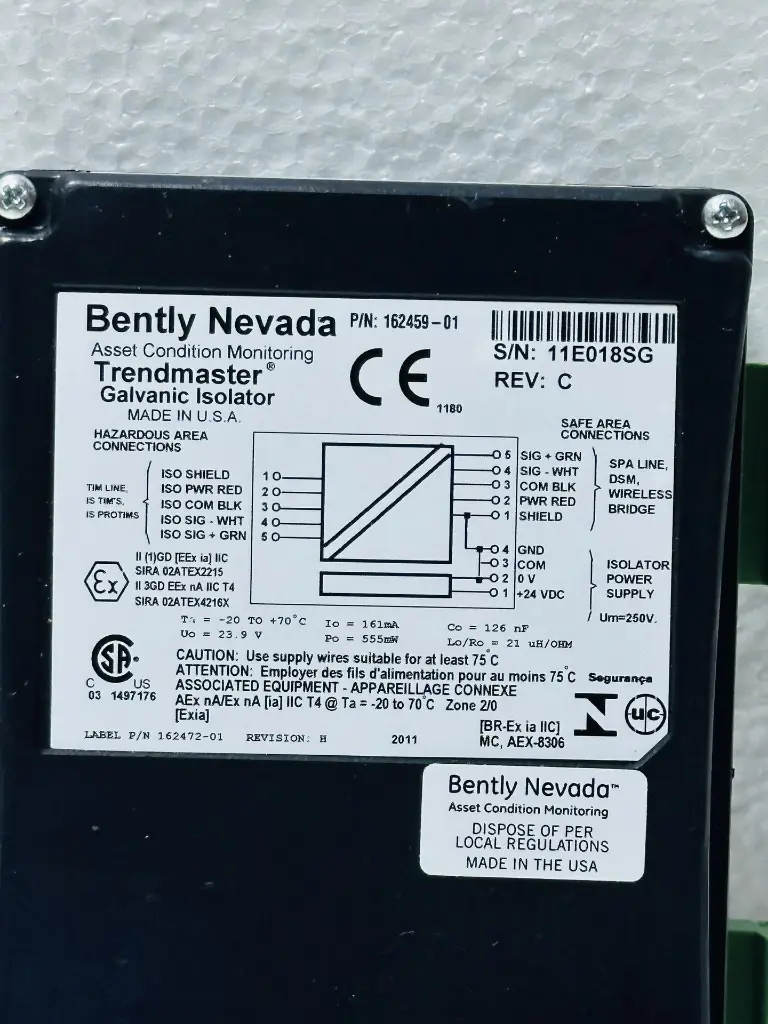 Bently Nevada P/N: 162459-01
Asset Condition Monitoring
Trendmaster®
Galvanic Isolator
MADE IN U.S.A.
CE 1180
S/N: 11E018SG
REV: C
HAZARDOUS AREA
CONNECTIONS
SAFE AREA
CONNECTIONS
TIM LINE,
IS TIM'S,
IS PROTIMS
ISO SHIELD 1
ISO PWR RED 2
ISO COM BLK 3
ISO SIG - WHT 4
ISO SIG + GRN 5
5 SIG + GRN
4 SIG - WHT
3 COM BLK
2 PWR RED
1 SHIELD
SPA LINE,
DSM,
WIRELESS
BRIDGE
4 GND
3 COM
2 0 V
1 +24 VDC
ISOLATOR
POWER
SUPPLY
Um=250V.
Ex
II (1)GD [EEx ia] IIC
SIRA 02ATEX2215
II 3GD EEx nA IIC T4
SIRA 02ATEX4216X
= -20 TO +70°C Io = 161mA Co = 126 nF
Uo = 23.9 V Po = 555mW Lo/Ro = 21 uH/OHM
CAUTION: Use supply wires suitable for at least 75°C
ATTENTION: Employer des fils d'alimentation pour au moins 75°C
ASSOCIATED EQUIPMENT - APPAREILLAGE CONNEXE
AEx nA/Ex nA [ia] IIC T4 @ Ta = -20 to 70°C Zone 2/0
[Exia]
SA
C US
03 1497176
Segurança
UC
[BR-Ex ia IIC]
MC, AEX-8306
LABEL P/N 162472-01 REVISION: H 2011
Bently Nevada™
Asset Condition Monitoring
DISPOSE OF PER
LOCAL REGULATIONS
MADE IN THE USA